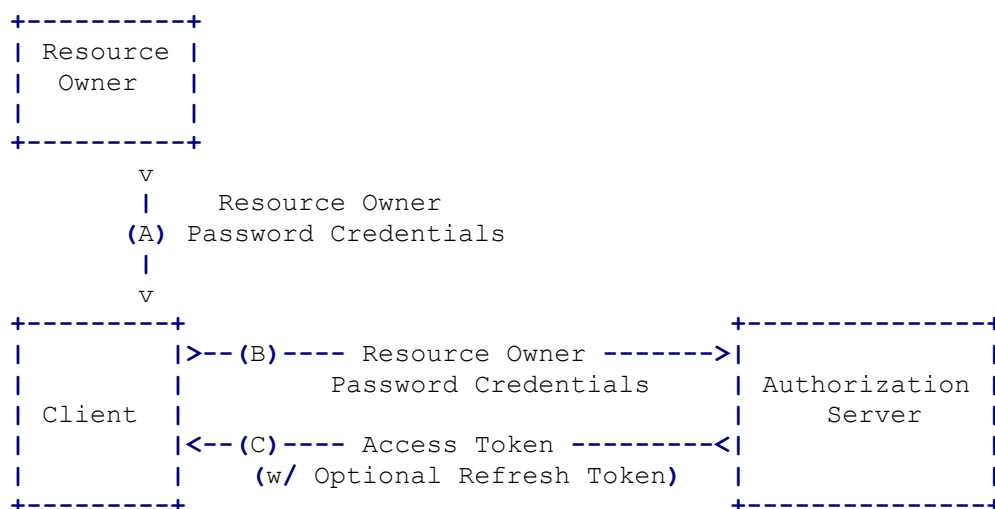 +----------+
| Resource |
|  Owner   |
|          |
+----------+
        v
        |    Resource Owner
       (A) Password Credentials
        |
        v
+---------+                                  +---------------+
|         |>--(B)---- Resource Owner ------->|               |
|         |         Password Credentials     | Authorization |
| Client  |                                  |     Server    |
|         |<--(C)---- Access Token ---------<|               |
|         |    (w/ Optional Refresh Token)   |               |
+---------+                                  +---------------+